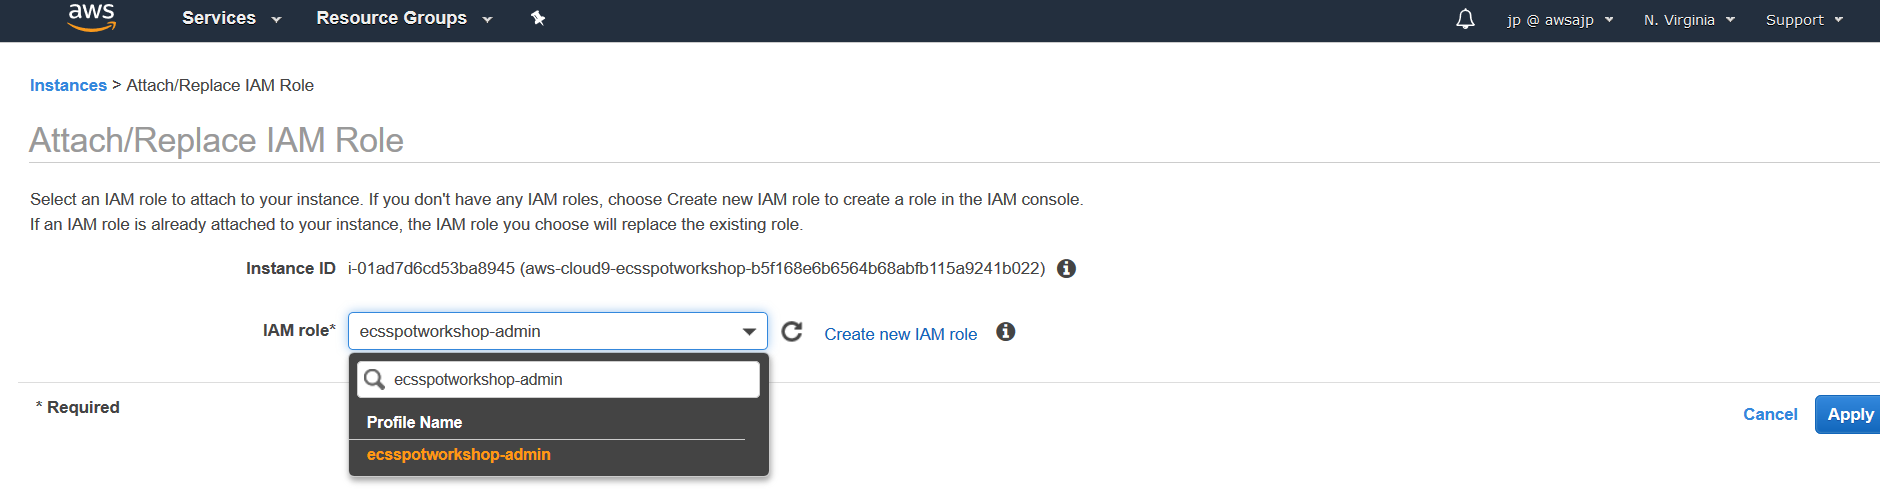 aws Services Resource Groups jp @ awsajp N. Virginia Support
Instances > Attach/Replace IAM Role
Attach/Replace IAM Role
Select an IAM role to attach to your instance. If you don't have any IAM roles, choose Create new IAM role to create a role in the IAM console.
If an IAM role is already attached to your instance, the IAM role you choose will replace the existing role.
Instance ID i-01ad7d6cd53ba8945 (aws-cloud9-ecsspotworkshop-b5f168e6b6564b68abfb115a9241b022)
IAM role* ecsspotworkshop-admin Create new IAM role
ecsspotworkshop-admin
Profile Name
ecsspotworkshop-admin
* Required
Cancel Apply